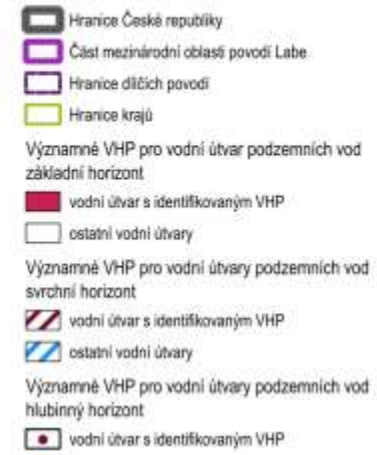 Hranice České republiky
Část mezinárodní oblasti povodí Labe
Hranice dílčích povodí
Hranice krajů
Významné VHP pro vodní útvar podzemních vod
základní horizont
vodní útvar s identifikovaným VHP
ostatní vodní útvary
Významné VHP pro vodní útvary podzemních vod
svrchní horizont
vodní útvar s identifikovaným VHP
ostatní vodní útvary
Významné VHP pro vodní útvary podzemních vod
hlubinný horizont
vodní útvar s identifikovaným VHP